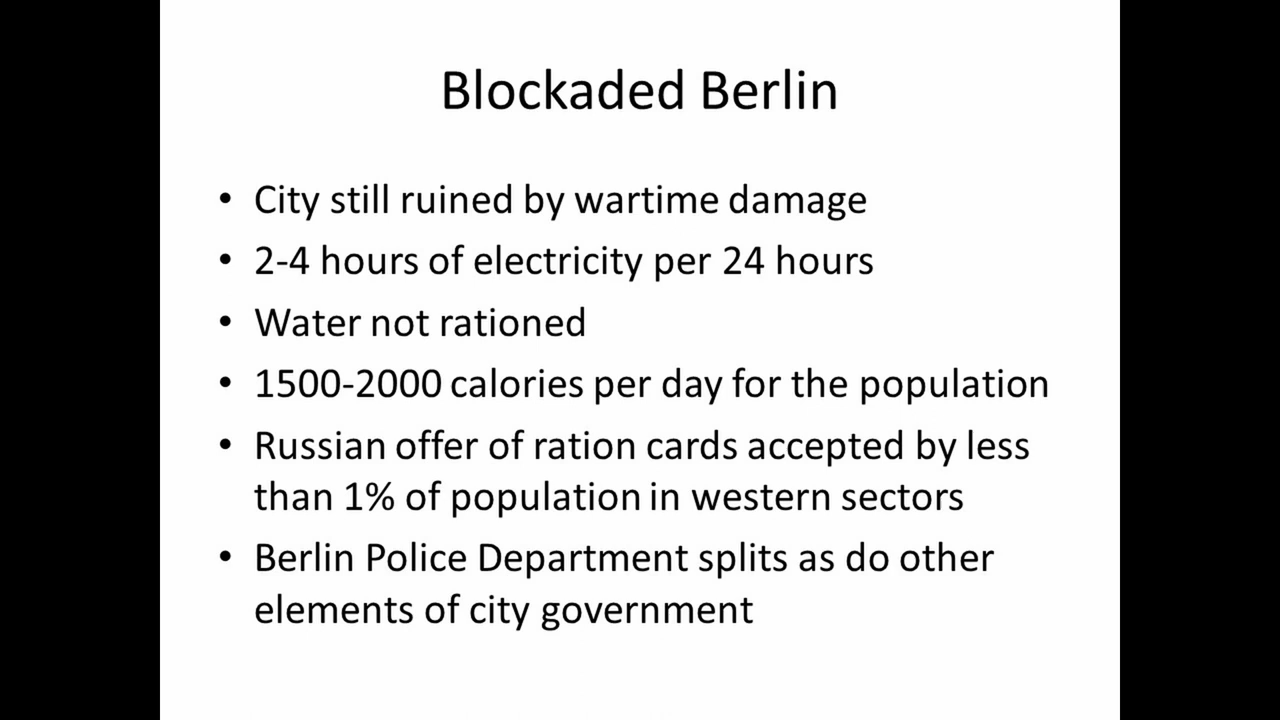 Blockaded Berlin
• City still ruined by wartime damage
• 2-4 hours of electricity per 24 hours
• Water not rationed
• 1500-2000 calories per day for the population
• Russian offer of ration cards accepted by less
than 1% of population in western sectors
• Berlin Police Department splits as do other
elements of city government